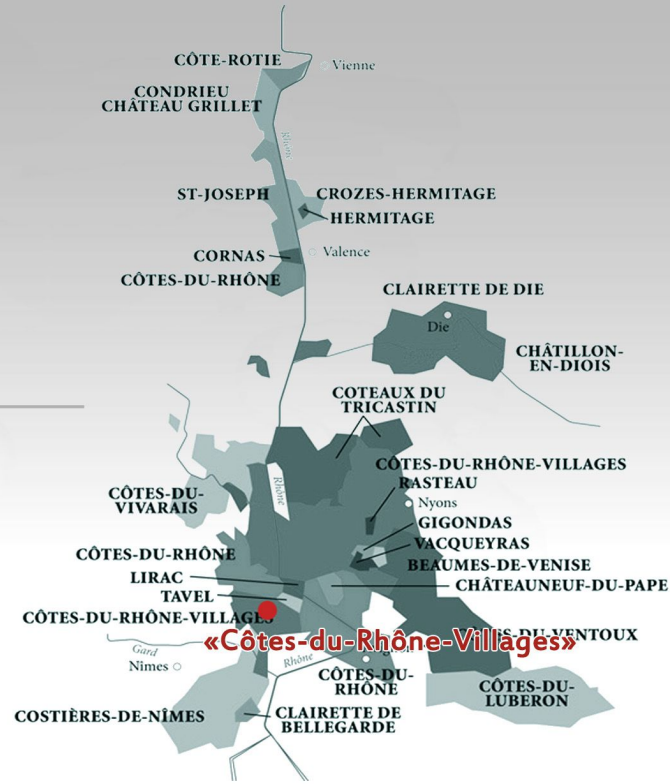 CÔTE-ROTIE
Vienne
CONDRIEU
CHÂTEAU GRILLET
Rhône
ST-JOSEPH
CROZES-HERMITAGE
HERMITAGE
CORNAS
Valence
CÔTES-DU-RHÔNE
CLAIRETTE DE DIE
Die
CHÂTILLON-
EN-DIOIS
COTEAUX DU
TRICASTIN
CÔTES-DU-RHÔNE-VILLAGES
RASTEAU
Rhône
CÔTES-DU-
VIVARAIS
Nyons
GIGONDAS
VACQUEYRAS
CÔTES-DU-RHÔNE
BEAUMES-DE-VENISE
LIRAC
CHÂTEAUNEUF-DU-PAPE
TAVEL
CÔTES-DU-RHÔNE-VILLAGES
DU-VENTOUX
«Côtes-du-Rhône-Villages»
Gard
Nîmes
Rhône
CÔTES-DU-
RHÔNE
CÔTES-DU-
LUBERON
COSTIÈRES-DE-NÎMES
CLAIRETTE DE
BELLEGARDE